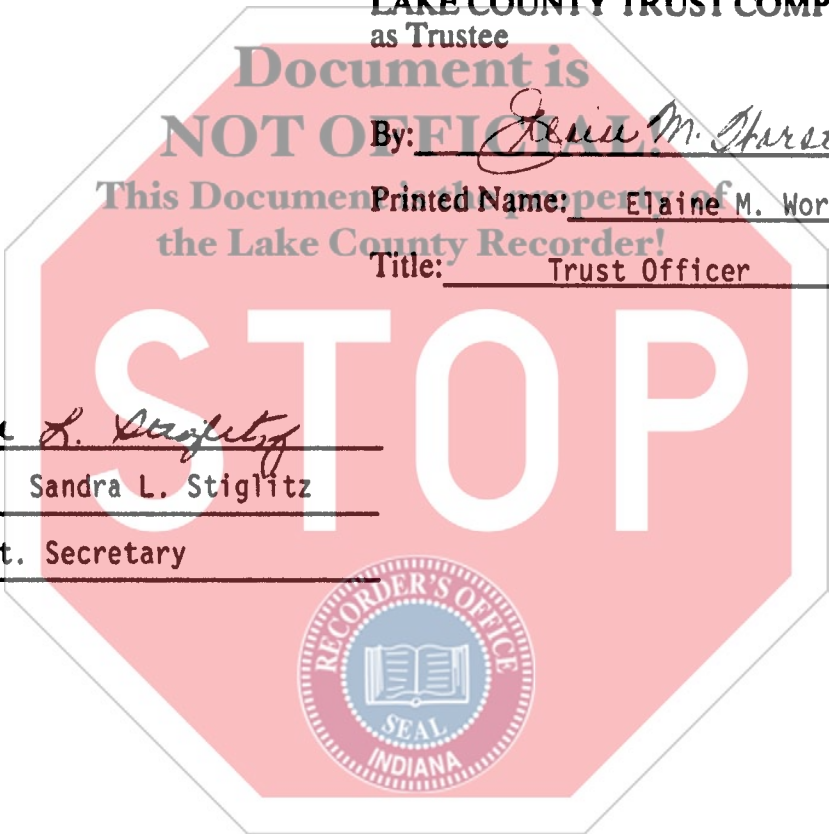 LAKE COUNTY TRUST COMP
as Trustee
Document is
NOT OFFICIAL!
By: M.
This Document is the property of
Printed Name: Elaine M. Wor
the Lake County Recorder!
Title: Trust Officer
STOP
L. Stiglitz
Sandra L. Stiglitz
t. Secretary
RECORDER'S OFFICE
SEAL
INDIANA